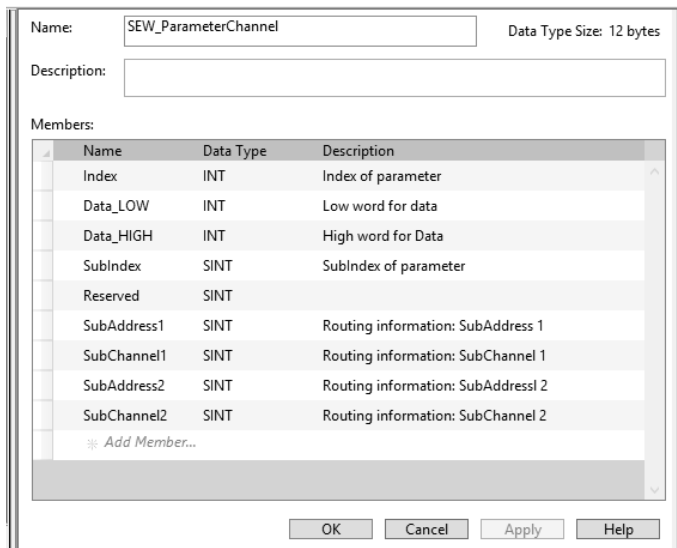 Name: SEW_ParameterChannel Data Type Size: 12 bytes
Description:
Members:
Name Data Type Description
Index INT Index of parameter
Data_LOW INT Low word for data
Data_HIGH INT High word for Data
SubIndex SINT SubIndex of parameter
Reserved SINT
SubAddress1 SINT Routing information: SubAddress 1
SubChannel1 SINT Routing information: SubChannel 1
SubAddress2 SINT Routing information: SubAddressl 2
SubChannel2 SINT Routing information: SubChannel 2
Add Member...
OK Cancel Apply Help